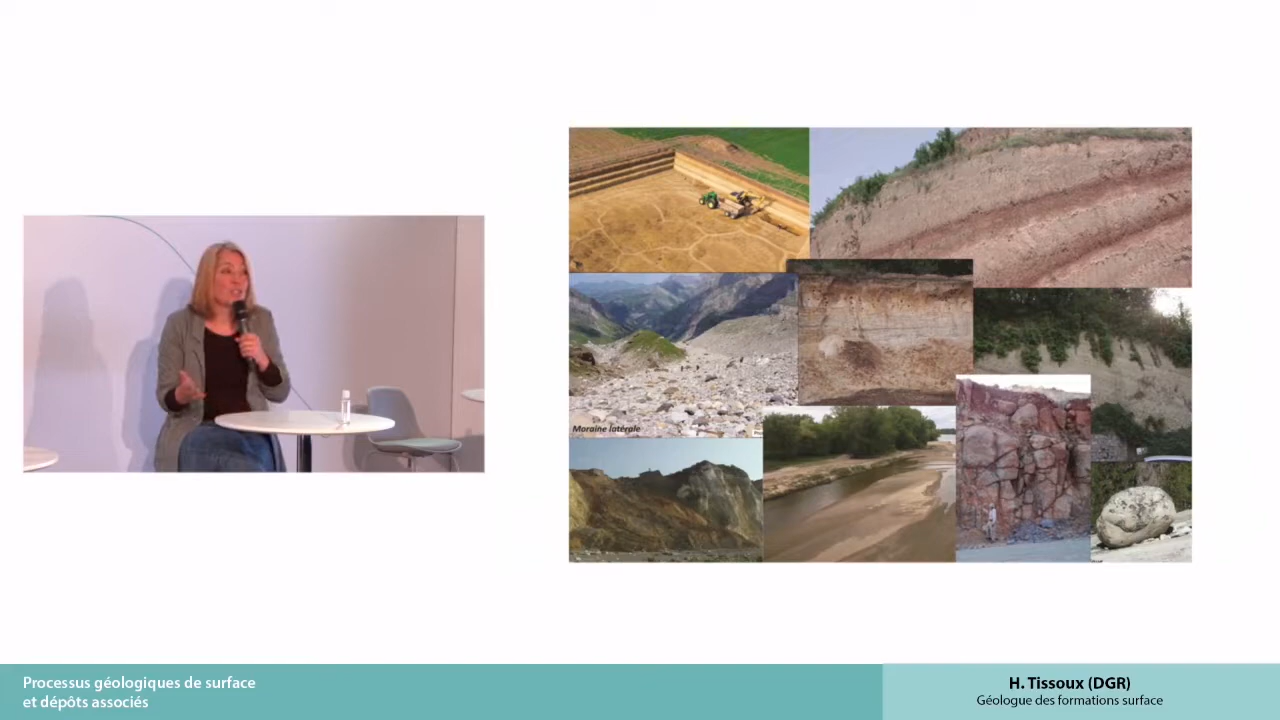 Moraine latérale
Processus géologiques de surface
et dépôts associés
H. Tissoux (DGR)
Géologue des formations surface